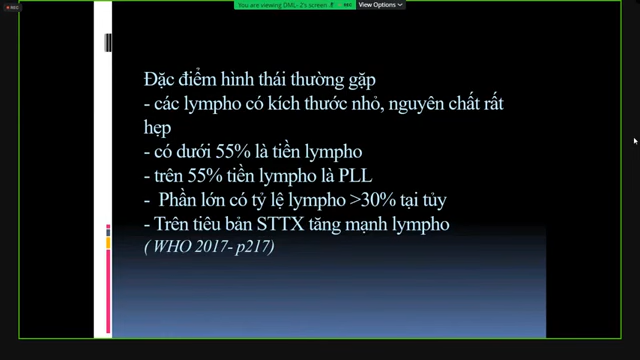 REC
You are viewing DML- 2's screen
REC
View Options
Đặc điểm hình thái thường gặp
- các lympho có kích thước nhỏ, nguyên chất rất
hẹp
- có dưới 55% là tiền lympho
- trên 55% tiền lympho là PLL
- Phần lớn có tỷ lệ lympho >30% tại tủy
- Trên tiêu bản STTX tăng mạnh lympho
( WHO 2017- p217)